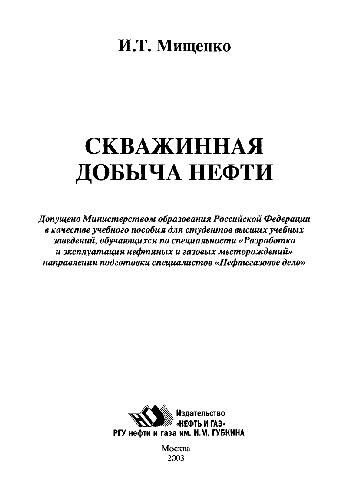 И.Т. Мищенко
СКВАЖИННАЯ
ДОБЫЧА НЕФТИ
Допущено Министерством образования Российской Федерации
в качестве учебного пособия для студентов высших учебных
заведений, обучающихся по специальности «Разработка
и эксплуатация нефтяных и газовых месторождений»
направления подготовки специалистов «Нефтегазовое дело»
Издательство
«НЕФТЬ И ГАЗ»
РГУ нефти и газа им. И.М. ГУБКИНА
Москва
2003